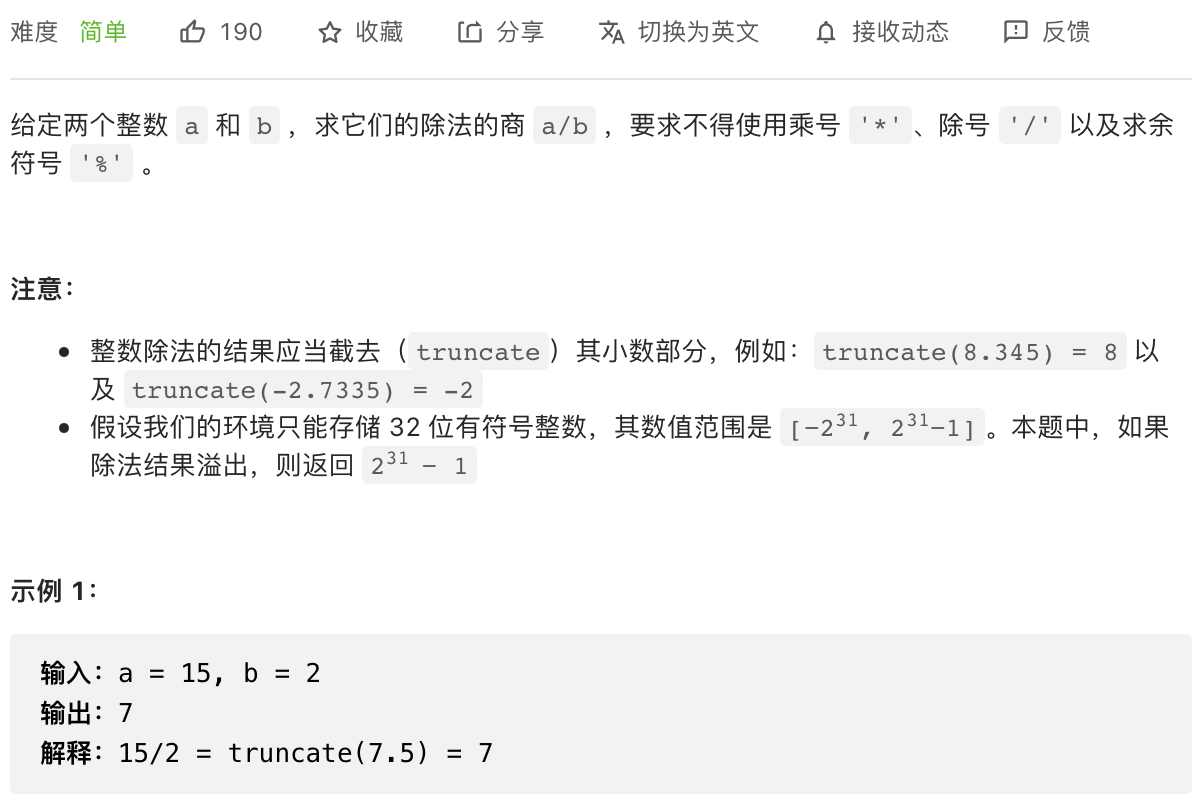 难度 简单 190 收藏 分享 切换为英文 接收动态 反馈
给定两个整数 a 和 b ，求它们的除法的商 a/b ，要求不得使用乘号 '*'、除号 '/' 以及求余
符号 '%' 。
注意：
• 整数除法的结果应当截去（truncate）其小数部分，例如：truncate(8.345) = 8 以
及 truncate(-2.7335) = -2
• 假设我们的环境只能存储 32 位有符号整数，其数值范围是 [−2³¹, 2³¹−1]。本题中，如果
除法结果溢出，则返回 2³¹ − 1
示例 1：
输入：a = 15, b = 2
输出：7
解释：15/2 = truncate(7.5) = 7